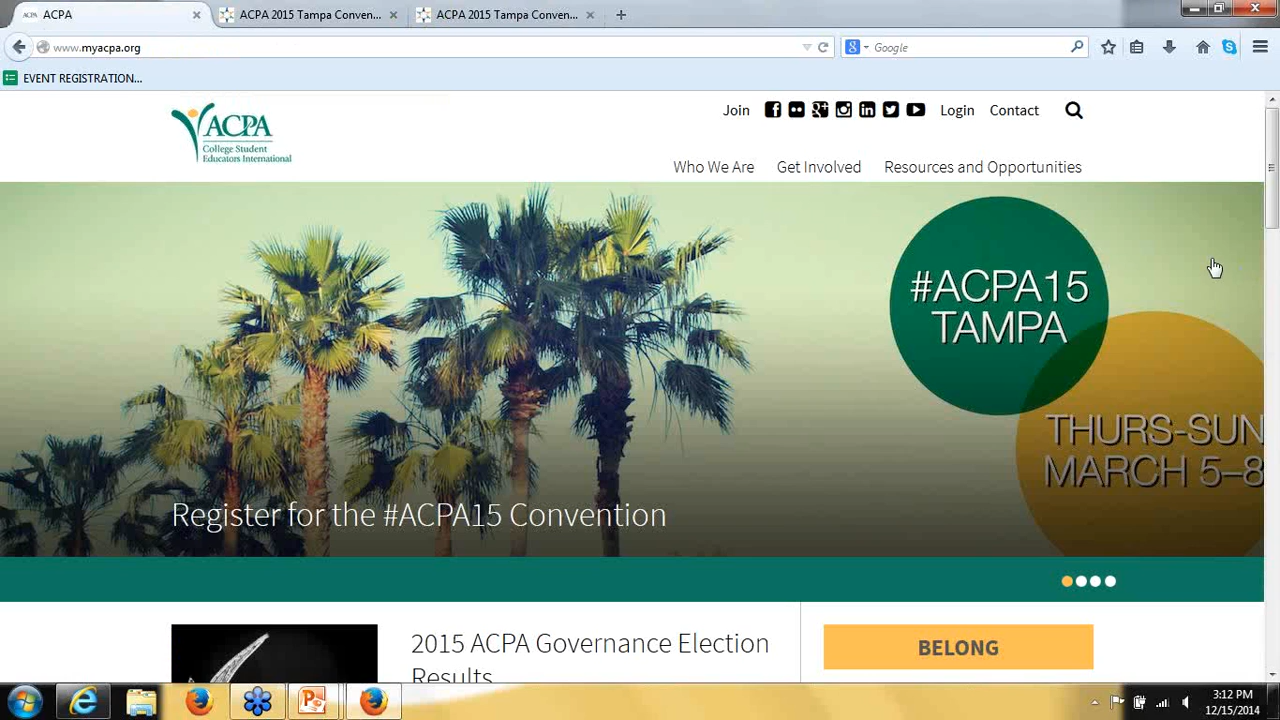 ACPA
ACPA 2015 Tampa Conven...
ACPA 2015 Tampa Conven...
www.myacpa.org
Google
EVENT REGISTRATION...
ACPA
College Student
Educators International
Join
Login
Contact
Who We Are
Get Involved
Resources and Opportunities
#ACPA15
TAMPA
THURS-SUN
MARCH 5–8
Register for the #ACPA15 Convention
2015 ACPA Governance Election
Results
BELONG
3:12 PM
12/15/2014